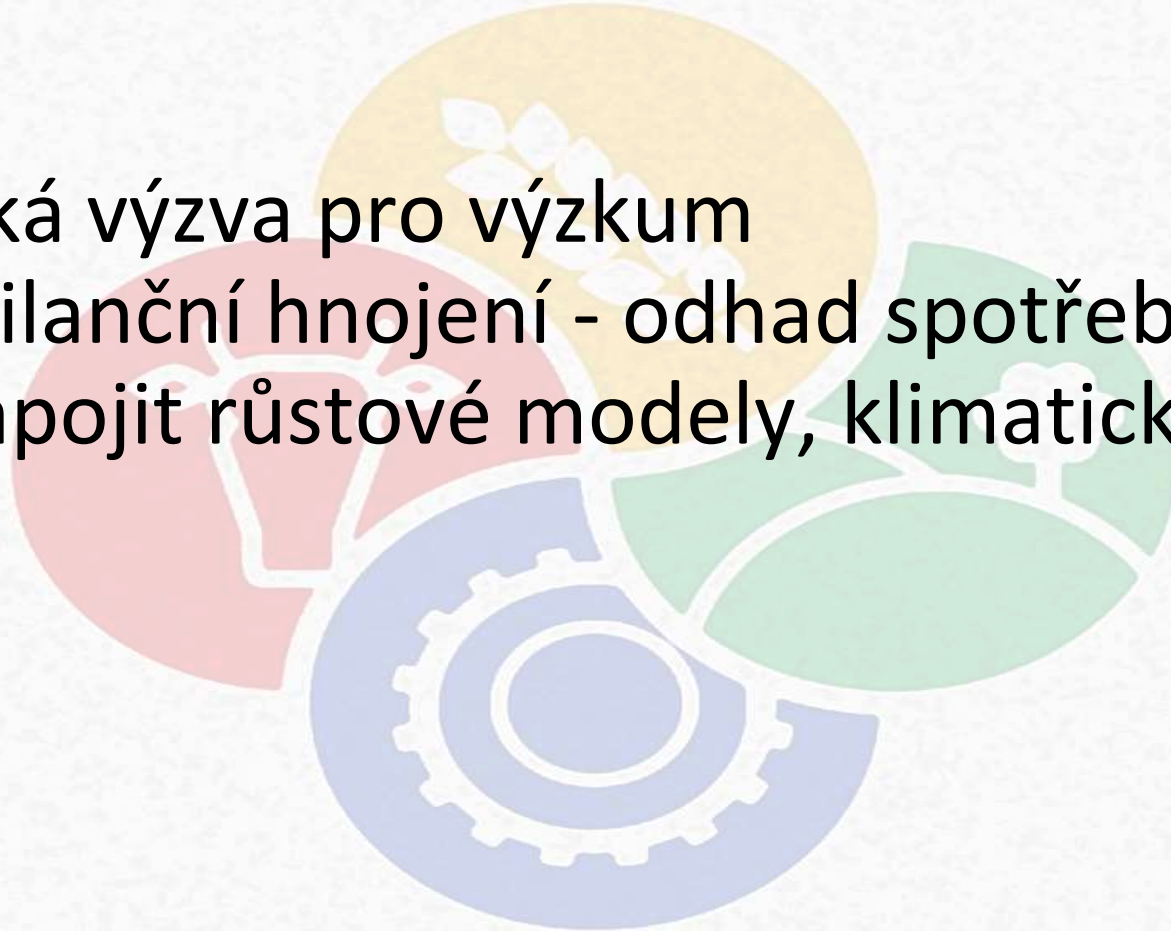 ká výzva pro výzkum
ilanční hnojení - odhad spotřeb
pojit růstové modely, klimatick